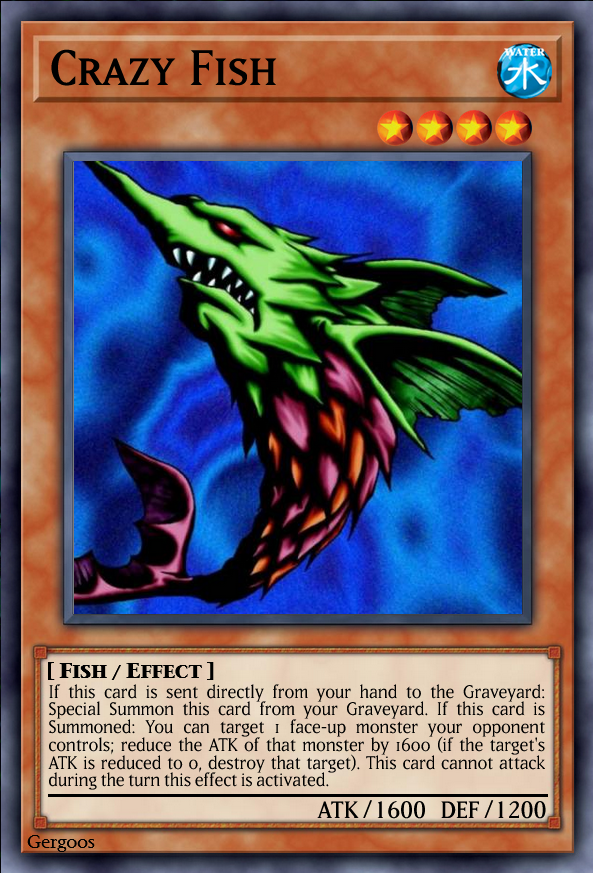 Crazy Fish
WATER
水
[ Fish / Effect ]
If this card is sent directly from your hand to the Graveyard:
Special Summon this card from your Graveyard. If this card is
Summoned: You can target 1 face-up monster your opponent
controls; reduce the ATK of that monster by 1600 (if the target's
ATK is reduced to 0, destroy that target). This card cannot attack
during the turn this effect is activated.
ATK/1600 DEF/1200
Gergoos